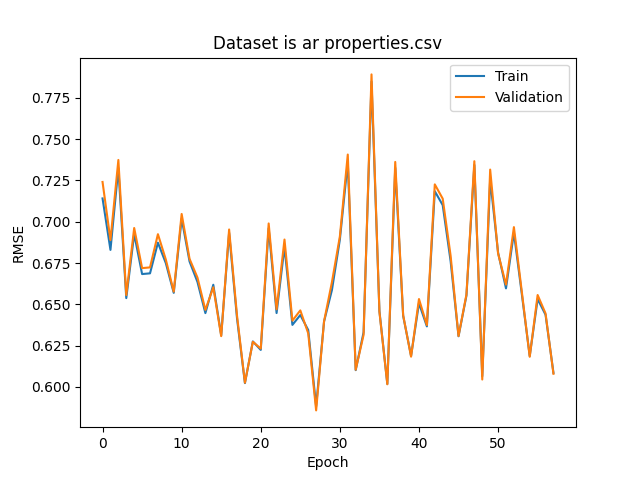 Dataset is ar properties.csv
Train
Validation
RMSE
0.775
0.750
0.725
0.700
0.675
0.650
0.625
0.600
0 10 20 30 40 50
Epoch